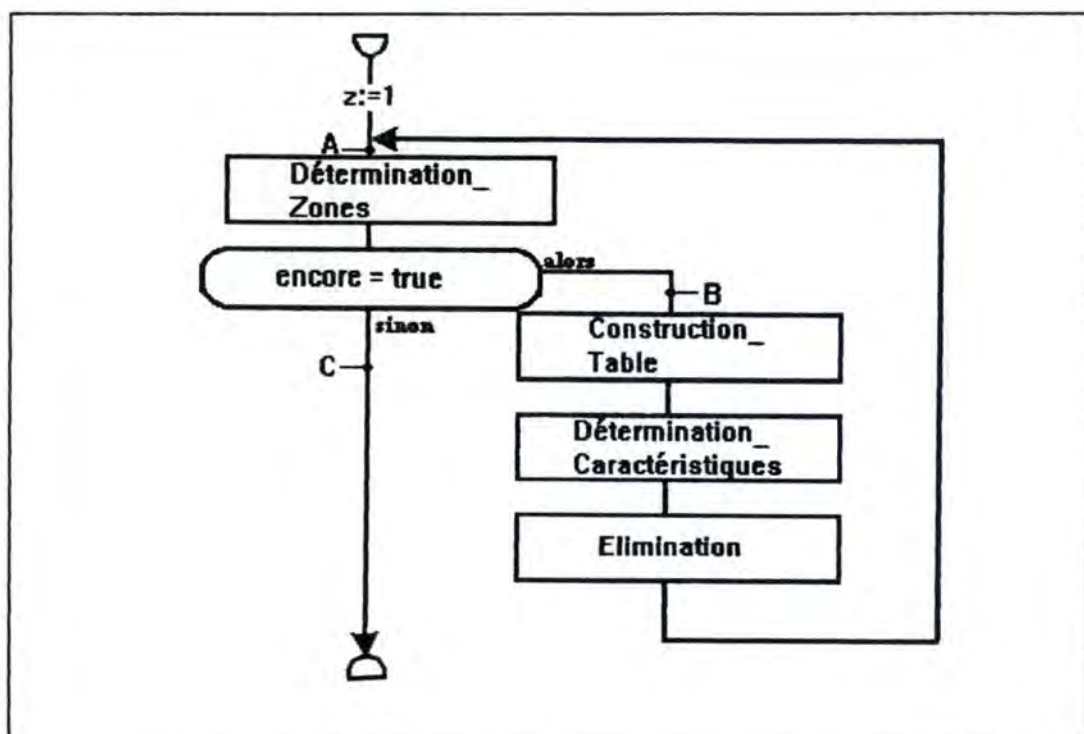 z:=1
A
Détermination_
Zones
encore = true
alors
B
sinon
Construction_
Table
C
Détermination_
Caractéristiques
Elimination